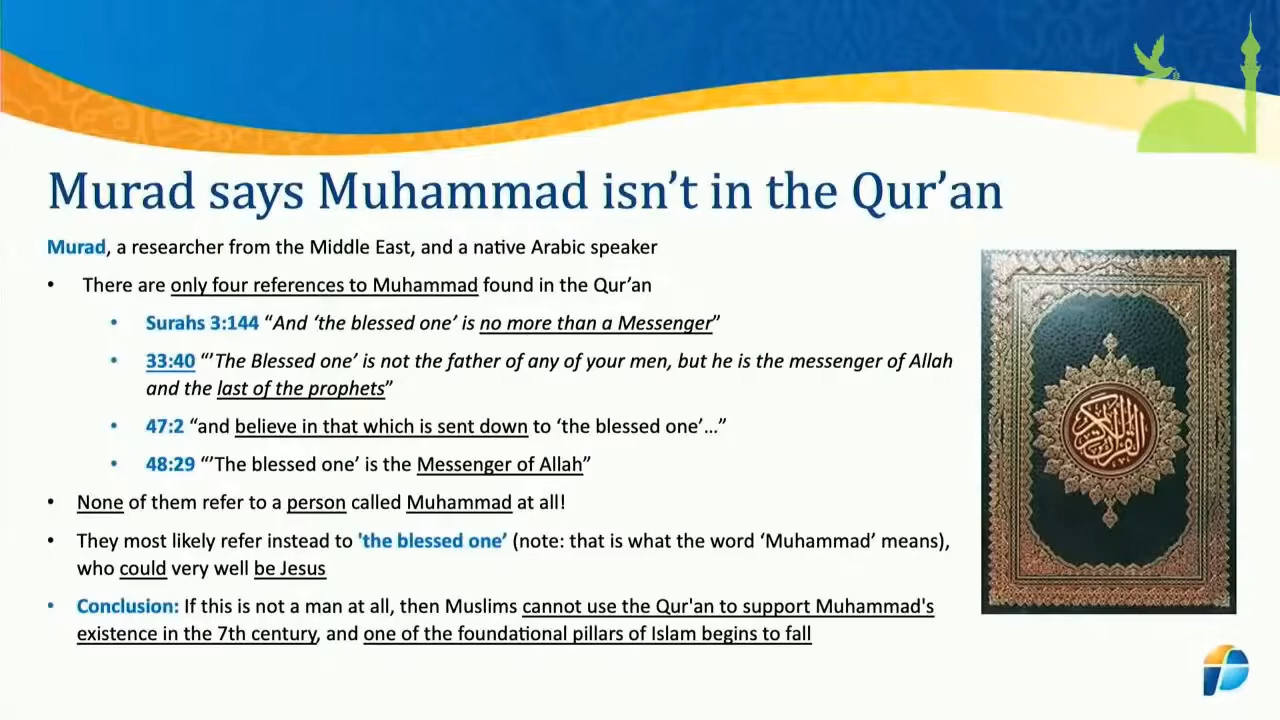 Murad says Muhammad isn’t in the Qur’an
Murad, a researcher from the Middle East, and a native Arabic speaker
• There are only four references to Muhammad found in the Qur’an
• Surahs 3:144 “And ‘the blessed one’ is no more than a Messenger”
• 33:40 “’The Blessed one’ is not the father of any of your men, but he is the messenger of Allah
and the last of the prophets”
• 47:2 “and believe in that which is sent down to ‘the blessed one’…”
• 48:29 “’The blessed one’ is the Messenger of Allah”
• None of them refer to a person called Muhammad at all!
• They most likely refer instead to 'the blessed one’ (note: that is what the word ‘Muhammad’ means),
who could very well be Jesus
• Conclusion: If this is not a man at all, then Muslims cannot use the Qur'an to support Muhammad's
existence in the 7th century, and one of the foundational pillars of Islam begins to fall
القرآن الكريم